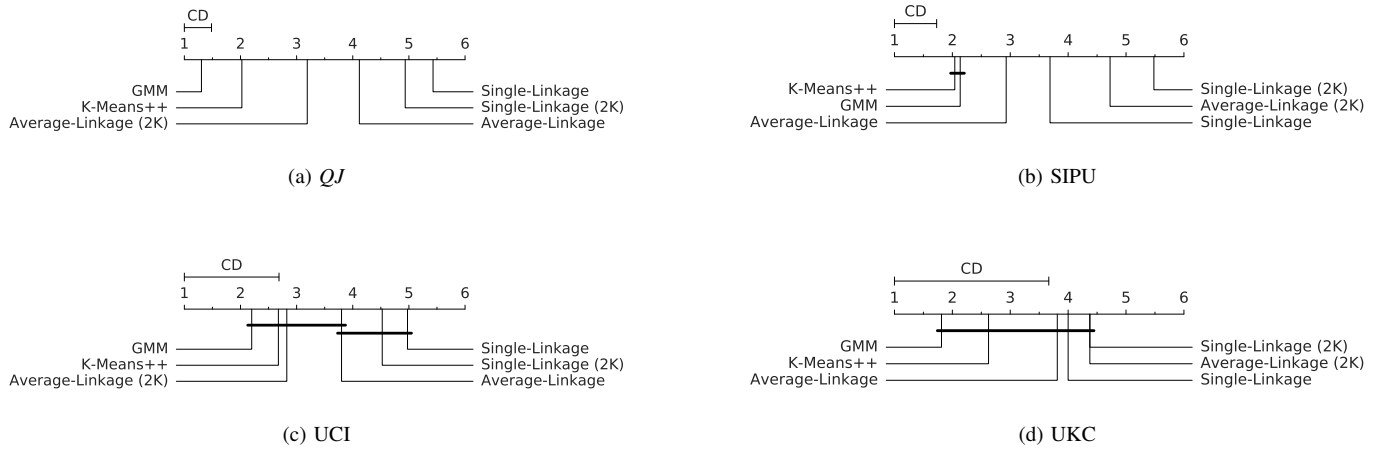 CD
1 2 3 4 5 6
GMM Single-Linkage
K-Means++ Single-Linkage (2K)
Average-Linkage (2K) Average-Linkage
(a) QJ
CD
1 2 3 4 5 6
K-Means++ Single-Linkage (2K)
GMM Average-Linkage (2K)
Average-Linkage Single-Linkage
(b) SIPU
CD
1 2 3 4 5 6
GMM Single-Linkage
K-Means++ Single-Linkage (2K)
Average-Linkage (2K) Average-Linkage
(c) UCI
CD
1 2 3 4 5 6
GMM Single-Linkage (2K)
K-Means++ Average-Linkage (2K)
Average-Linkage Single-Linkage
(d) UKC